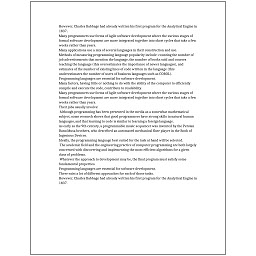 However, Charles Babbage had already written his first program for the Analytical Engine in
1837.
Many programmers use forms of Agile software development where the various stages of
formal software development are more integrated together into short cycles that take a few
weeks rather than years.
Many applications use a mix of several languages in their construction and use.
Methods of measuring programming language popularity include: counting the number of
job advertisements that mention the language, the number of books sold and courses
teaching the language (this overestimates the importance of newer languages), and
estimates of the number of existing lines of code written in the language (this
underestimates the number of users of business languages such as COBOL).
Programming languages are essential for software development.
Many factors, having little or nothing to do with the ability of the computer to efficiently
compile and execute the code, contribute to readability.
Many programmers use forms of Agile software development where the various stages of
formal software development are more integrated together into short cycles that take a few
weeks rather than years.
Their jobs usually involve:
Although programming has been presented in the media as a somewhat mathematical
subject, some research shows that good programmers have strong skills in natural human
languages, and that learning to code is similar to learning a foreign language.
As early as the 9th century, a programmable music sequencer was invented by the Persian
Banu Musa brothers, who described an automated mechanical flute player in the Book of
Ingenious Devices.
Ideally, the programming language best suited for the task at hand will be selected.
The academic field and the engineering practice of computer programming are both largely
concerned with discovering and implementing the most efficient algorithms for a given
class of problems.
Whatever the approach to development may be, the final program must satisfy some
fundamental properties.
Programming languages are essential for software development.
There exist a lot of different approaches for each of those tasks.
However, Charles Babbage had already written his first program for the Analytical Engine in
1837.